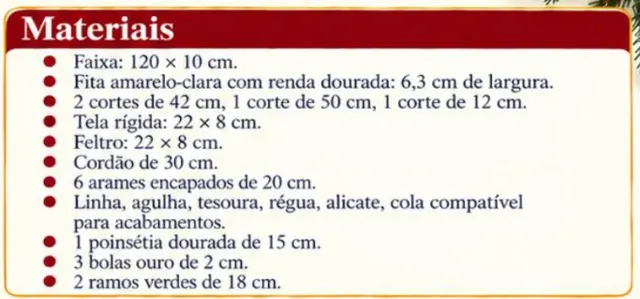 Materiais
Faixa: 120 × 10 cm.
Fita amarelo-clara com renda dourada: 6,3 cm de largura.
2 cortes de 42 cm, 1 corte de 50 cm, 1 corte de 12 cm.
Tela rígida: 22 × 8 cm.
Feltro: 22 × 8 cm.
Cordão de 30 cm.
6 arames encapados de 20 cm.
Linha, agulha, tesoura, régua, alicate, cola compatível
para acabamentos.
1 poinsétia dourada de 15 cm.
3 bolas ouro de 2 cm.
2 ramos verdes de 18 cm.